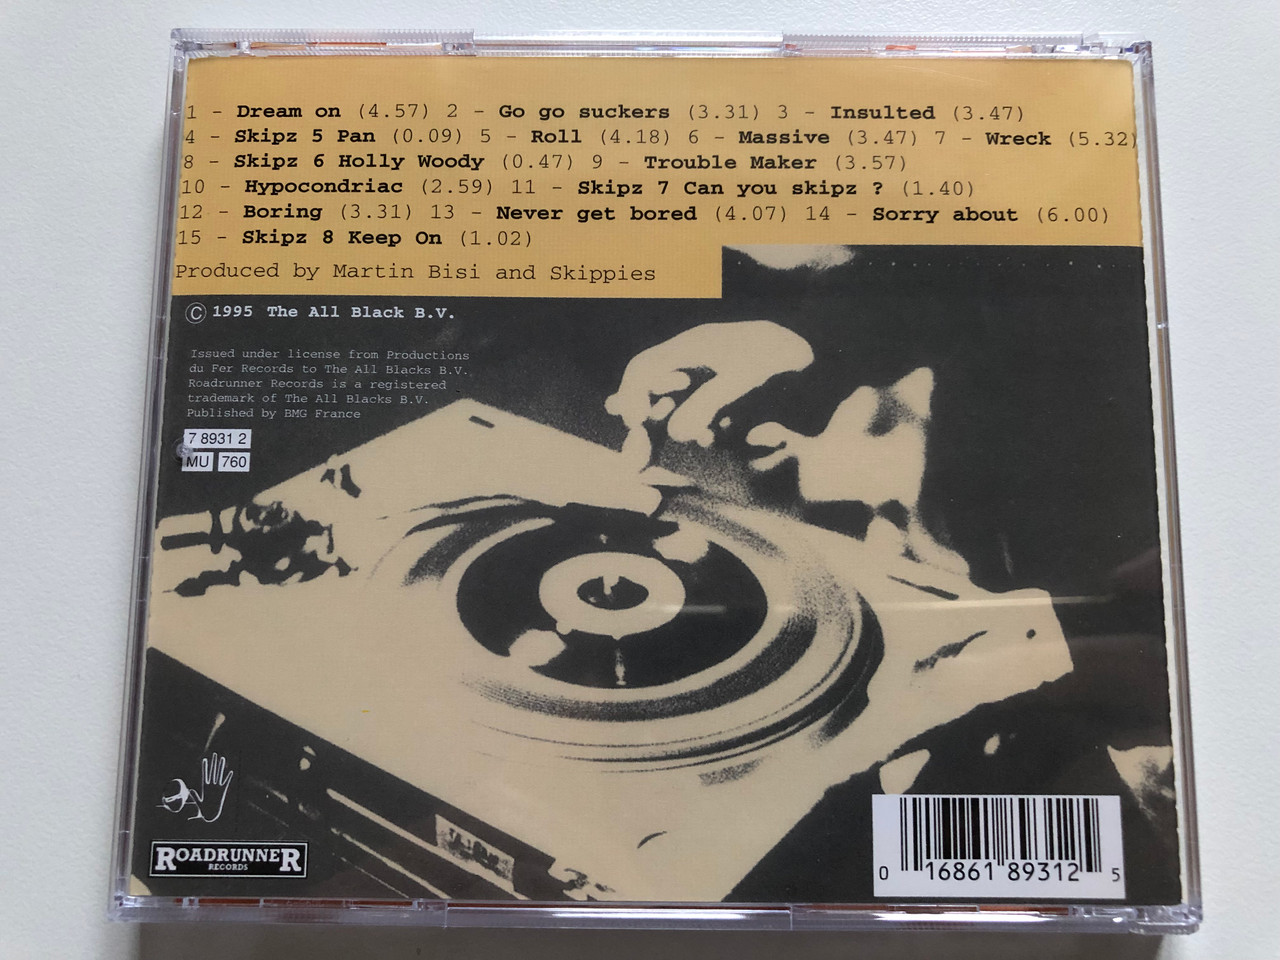 1 - Dream on (4.57) 2 - Go go suckers (3.31) 3 - Insulted (3.47)
4 - Skipz 5 Pan (0.09) 5 - Roll (4.18) 6 - Massive (3.47) 7 - Wreck (5.32)
8 - Skipz 6 Holly Woody (0.47) 9 - Trouble Maker (3.57)
10 - Hypocondriac (2.59) 11 - Skipz 7 Can you skipz ? (1.40)
12 - Boring (3.31) 13 - Never get bored (4.07) 14 - Sorry about (6.00)
15 - Skipz 8 Keep On (1.02)
Produced by Martin Bisi and Skippies
© 1995 The All Black B.V.
Issued under license from Productions
du Fer Records to The All Blacks B.V.
Roadrunner Records is a registered
trademark of The All Blacks B.V.
Published by BMG France
7 8931 2
MU 760
ROADRUNNER
RECORDS
0 16861 89312 5